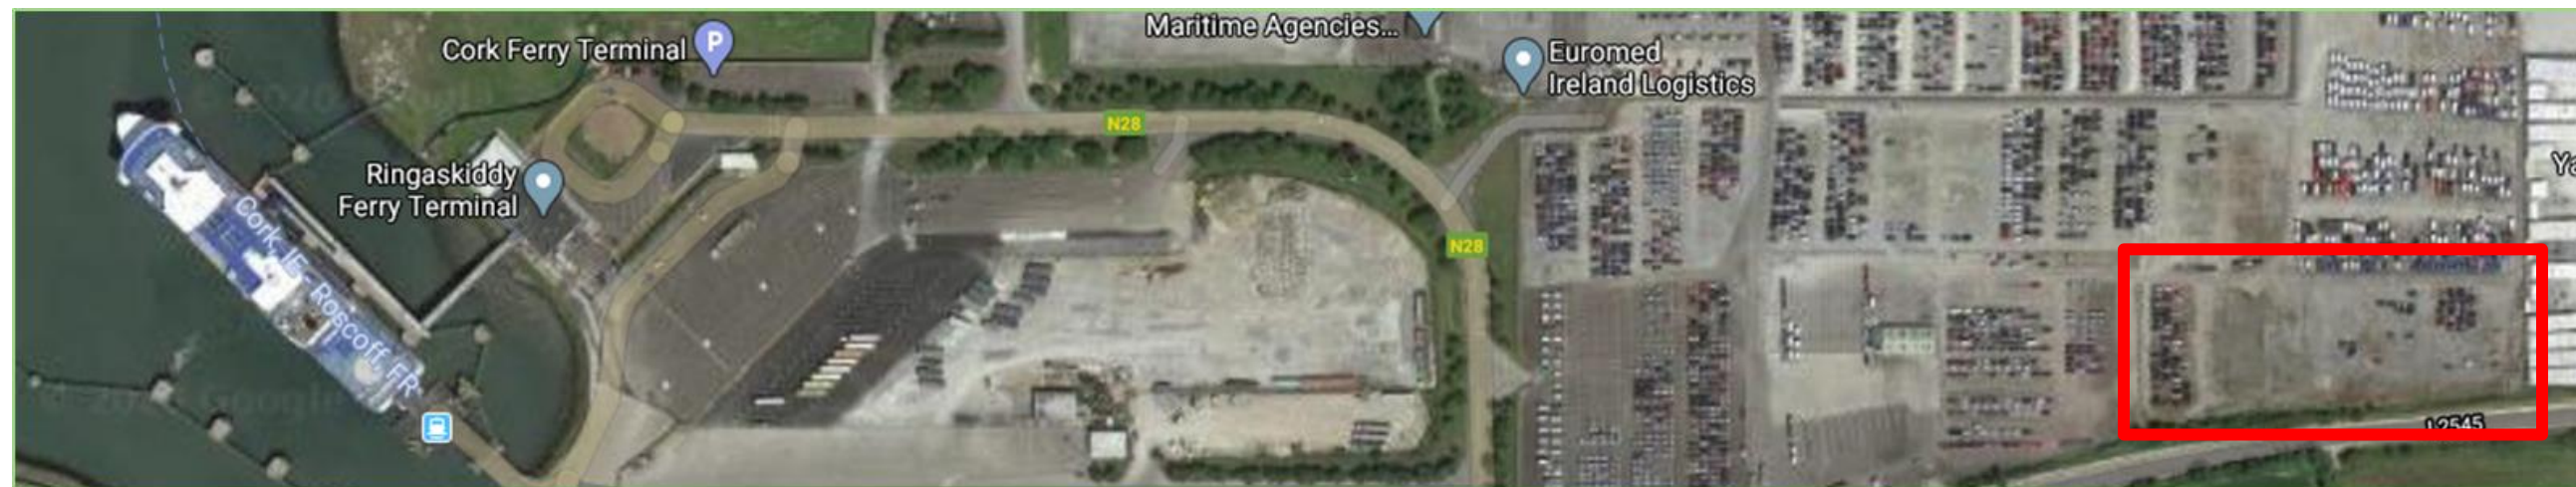 Maritime Agencies...
Cork Ferry Terminal
P
Euromed
Ireland Logistics
N28
Ringaskiddy
Ferry Terminal
Cork, IE - Roscoff, FR
N28
L2545